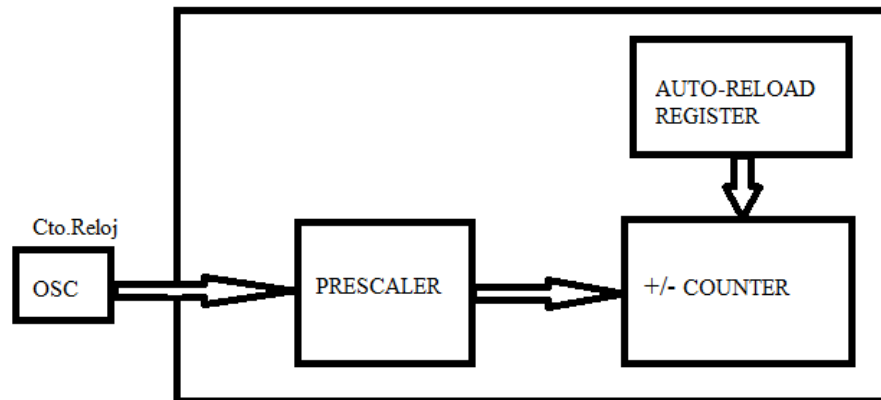 AUTO-RELOAD
REGISTER
Cto.Reloj
OSC
PRESCALER
+/- COUNTER